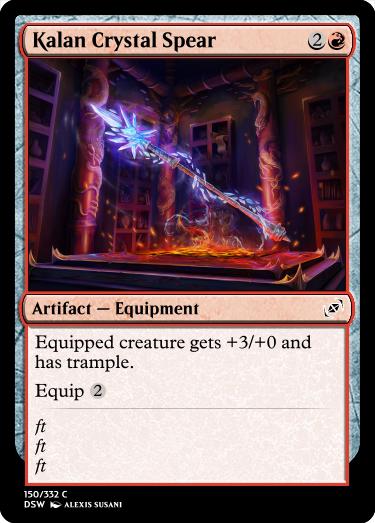 Kalan Crystal Spear 2
Artifact — Equipment
Equipped creature gets +3/+0 and
has trample.
Equip 2
ft
ft
ft
150/332 C
DSW ALEXIS SUSANI